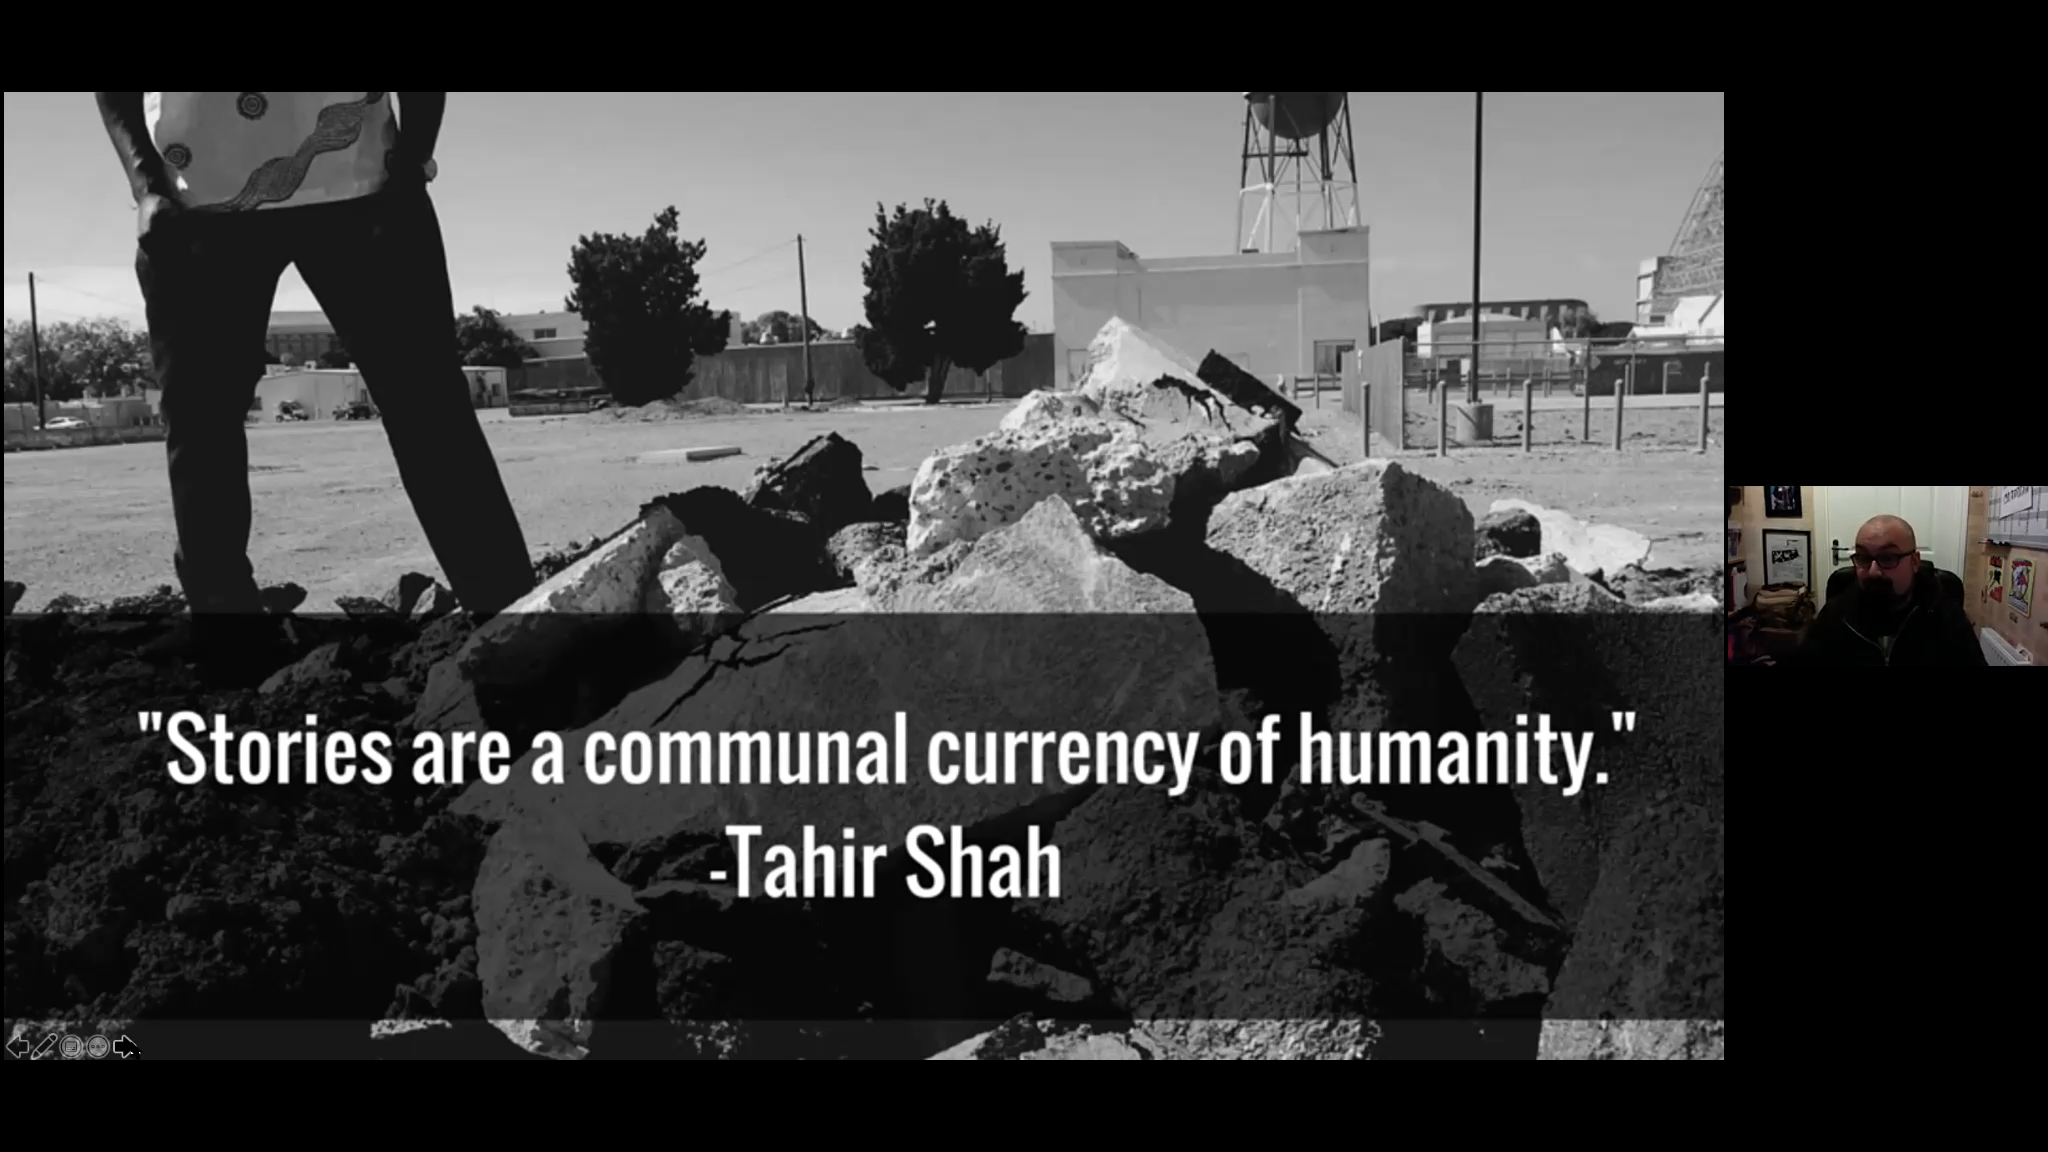 "Stories are a communal currency of humanity."
-Tahir Shah